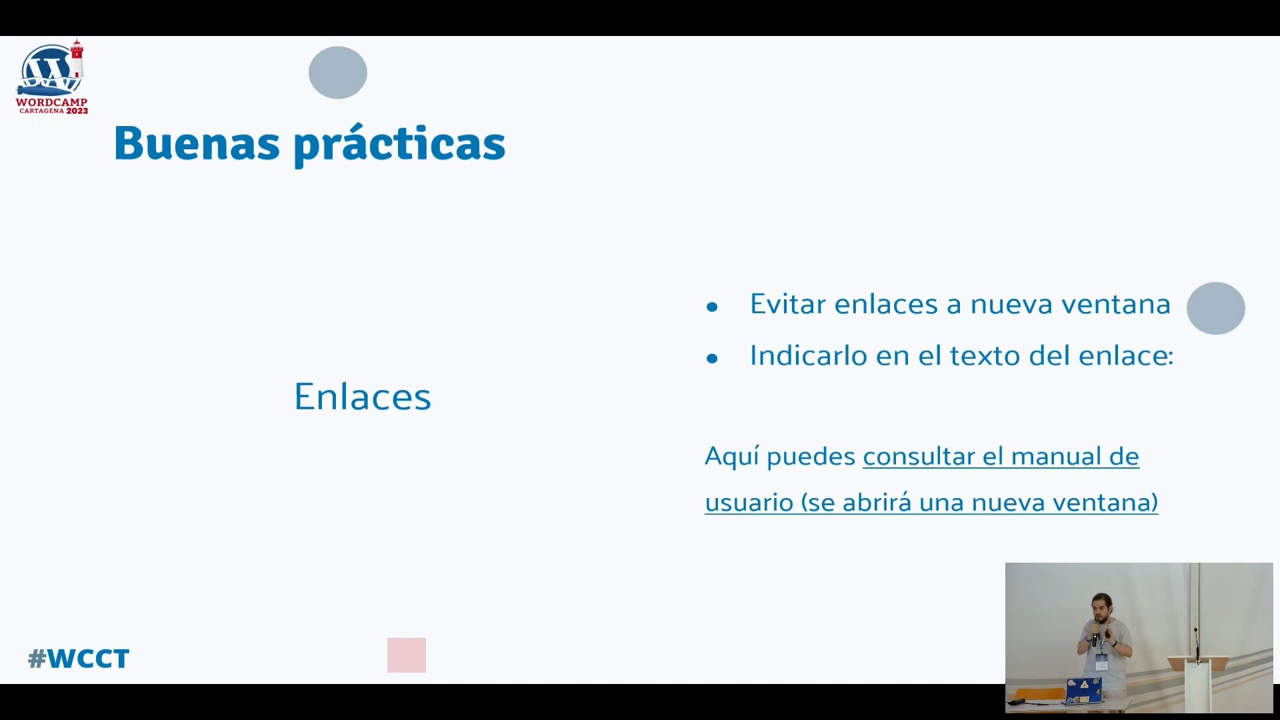 WORDCAMP
CARTAGENA 2023
Buenas prácticas
Enlaces
• Evitar enlaces a nueva ventana
• Indicarlo en el texto del enlace:
Aquí puedes consultar el manual de
usuario (se abrirá una nueva ventana)
#WCCT